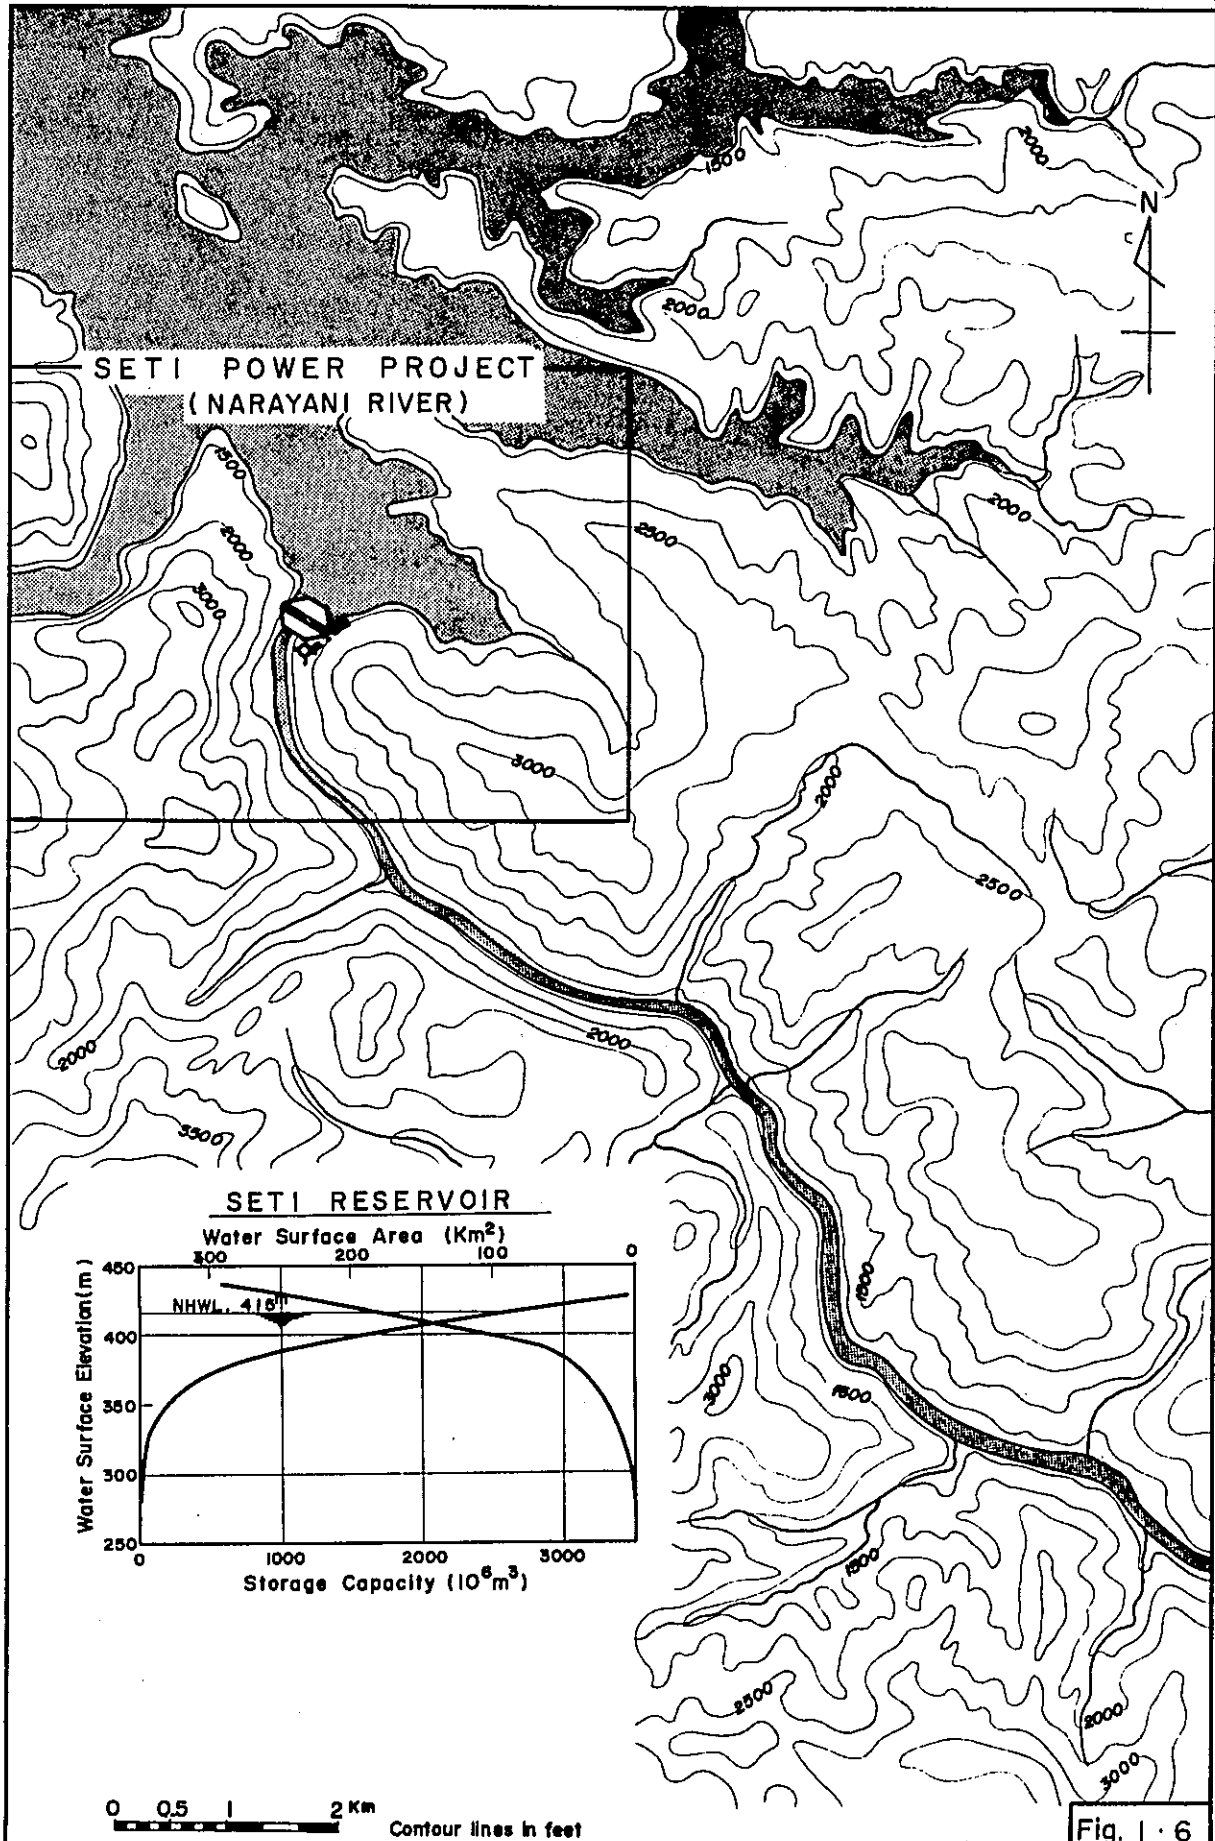 1500
2000
N
2000
SETI POWER PROJECT
(NARAYANI RIVER)
1500
2000
2500
2000
3000
3000
2000
2500
2000
2000
3500
SETI RESERVOIR
Water Surface Area (Km²)
300 200 100 0
Water Surface Elevation (m)
450
NHWL. 415m
400
350
300
250
0 1000 2000 3000
Storage Capacity (10⁶m³)
1500
3000
1500
1500
2500
2000
3000
0 0.5 1 2 Km
Contour lines in feet
Fig. 1·6